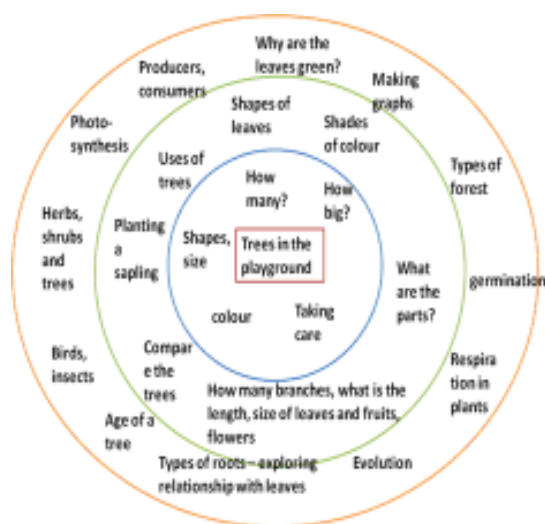 Why are the
leaves green?
Producers,
consumers
Making
graphs
Shapes of
leaves
Shades
of colour
Photo-
synthesis
Uses of
trees
Types of
forest
How
many?
How
big?
Herbs,
shrubs
and
trees
Planting
a
sapling
Shapes,
size
Trees in the
playground
What
are the
parts?
germination
colour
Taking
care
Birds,
insects
Compar
e the
trees
Respira
tion in
plants
How many branches, what is the
length, size of leaves and fruits,
flowers
Age of a
tree
Types of roots – exploring
relationship with leaves
Evolution